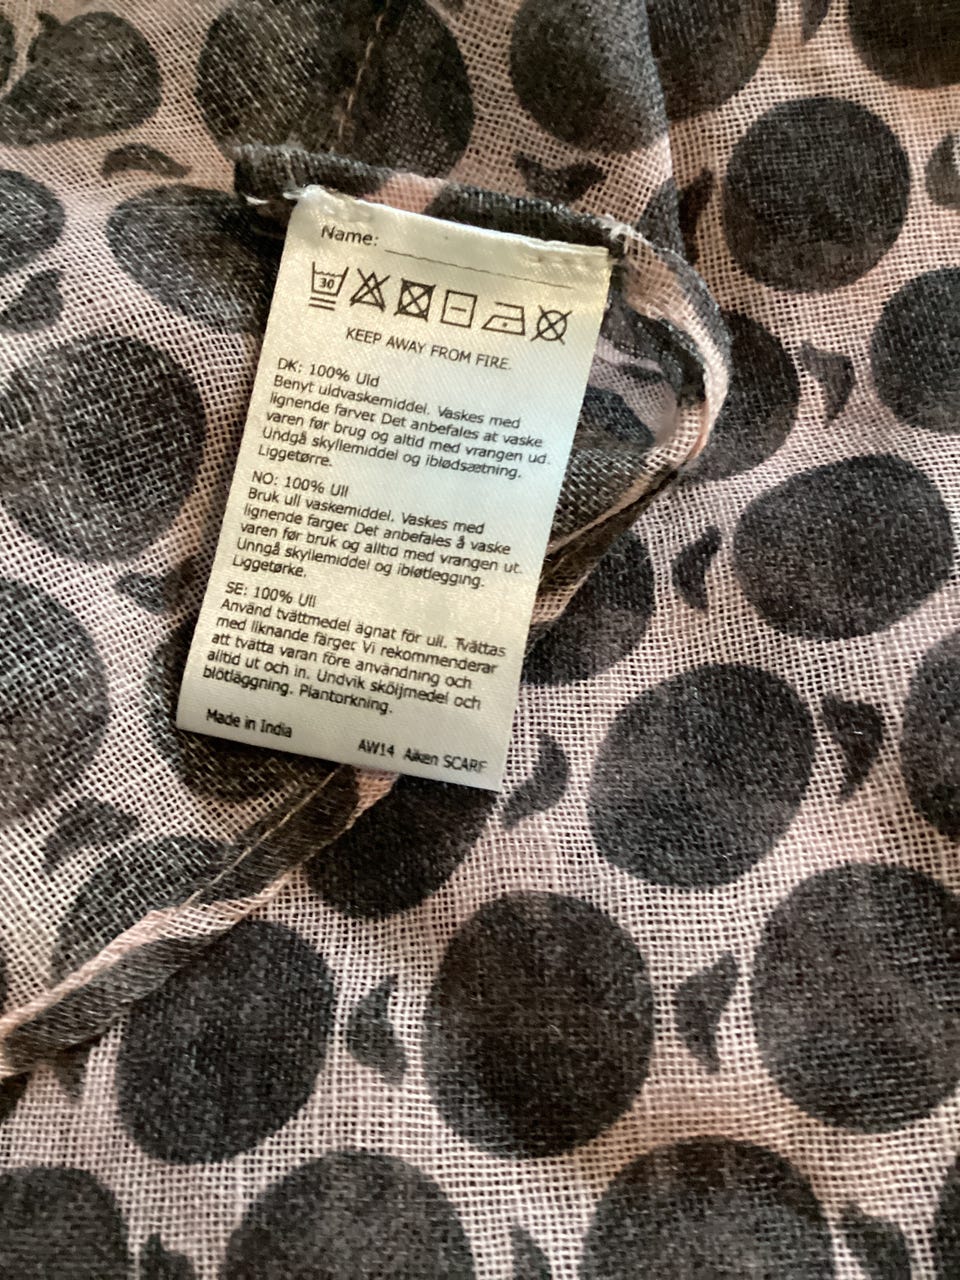 Name:
30
KEEP AWAY FROM FIRE.
DK: 100% Uld
Benyt uldvaskemiddel. Vaskes med
lignende farver. Det anbefales at vaske
varen før brug og altid med vrangen ud.
Undgå skyllemiddel og iblødsætning.
Liggetørre.
NO: 100% Ull
Bruk ull vaskemiddel. Vaskes med
lignende farger. Det anbefales å vaske
varen før bruk og alltid med vrangen ut.
Unngå skyllemiddel og ibløtlegging.
Liggetørke.
SE: 100% Ull
Använd tvättmedel ägnat för ull. Tvättas
med liknande färger. Vi rekommenderar
att tvätta varan före användning och
alltid ut och in. Undvik sköljmedel och
blötläggning. Plantorkning.
Made in India
AW14 Aiken SCARF